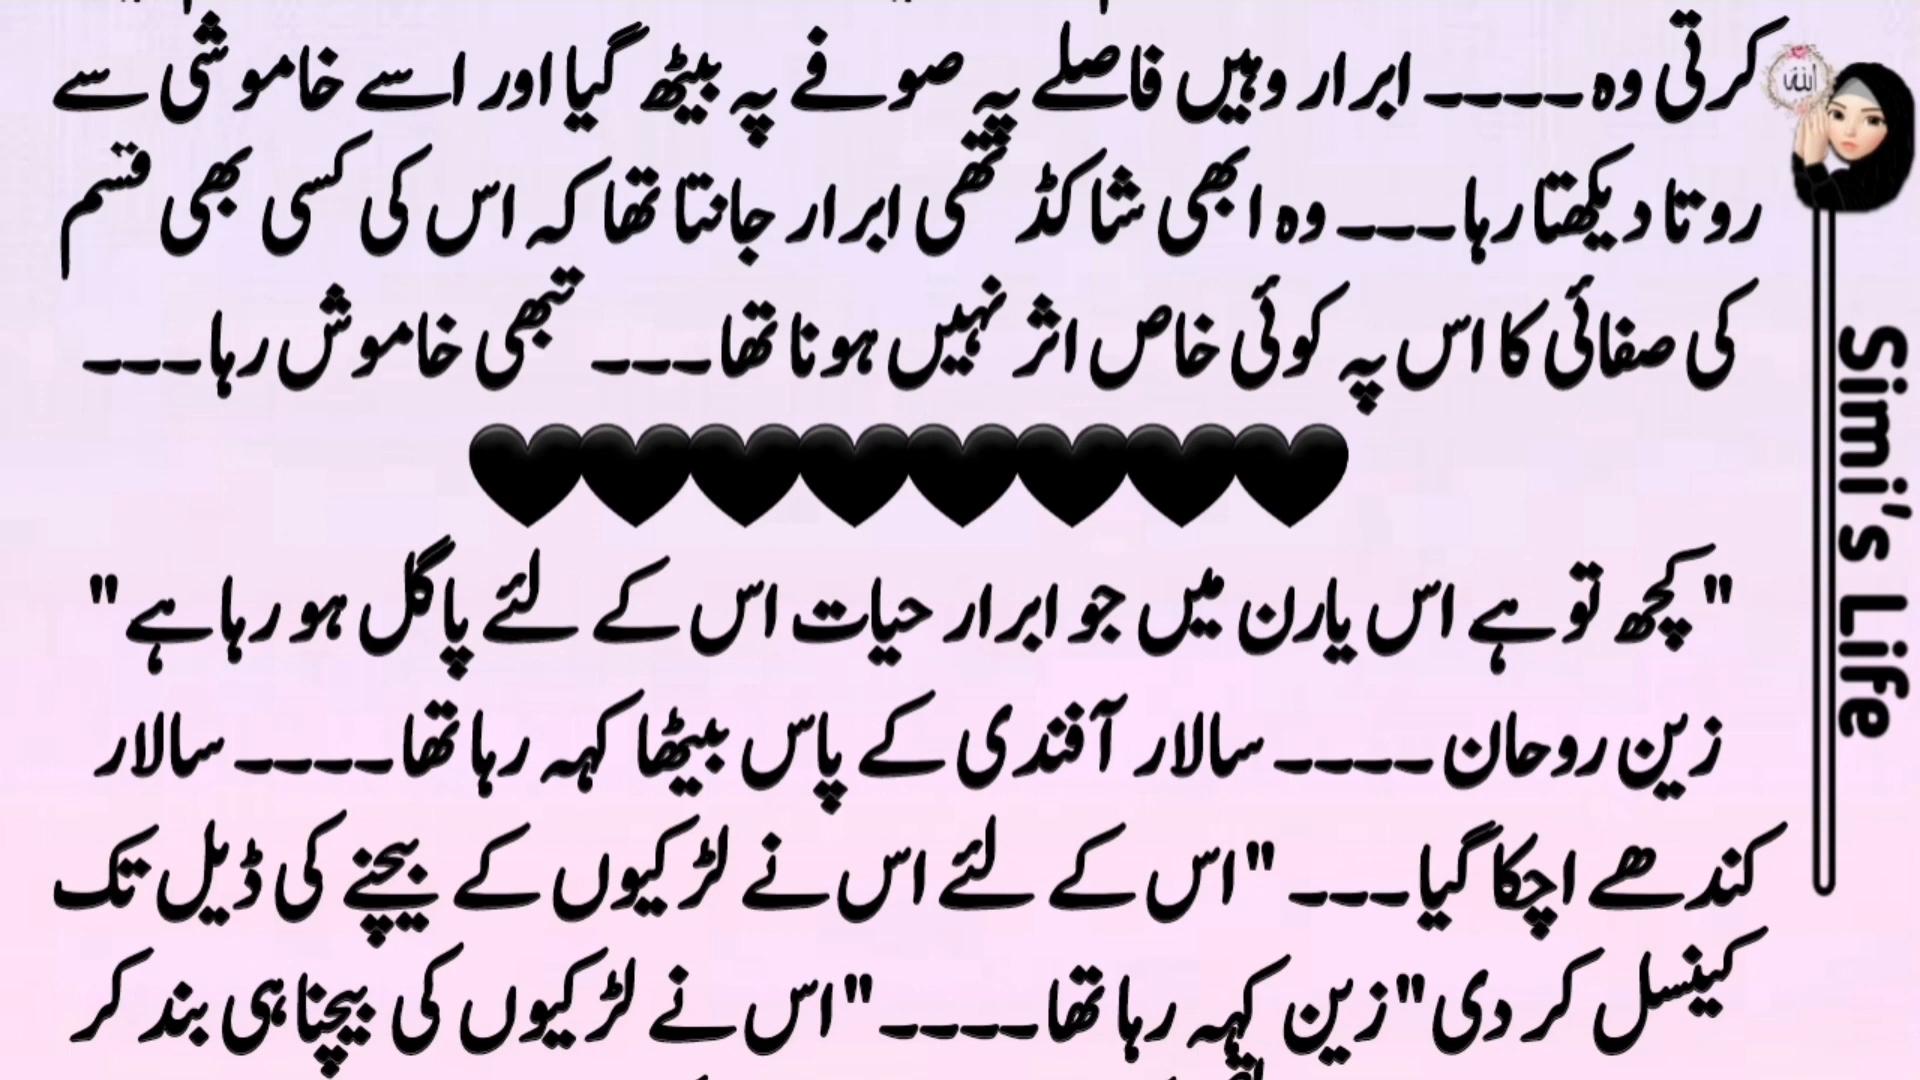 کرتی وہ ۔۔۔۔ ابرار وہیں فاصلے پہ صوفے پہ بیٹھ گیا اور اسے خاموشی سے
روتا دیکھتا رہا۔۔۔ وہ ابھی شاکڈ تھی ابرار جانتا تھا کہ اس کی کسی بھی قسم
کی صفائی کا اس پہ کوئی خاص اثر نہیں ہونا تھا۔۔۔ تبھی خاموش رہا۔۔۔
"کچھ تو ہے اس یارن میں جو ابرار حیات اس کے لئے پاگل ہو رہا ہے"
زین روحان ۔۔۔۔ سالار آفندی کے پاس بیٹھا کہہ رہا تھا۔۔۔۔ سالار
کندھے اچکا گیا۔۔۔ "اس کے لئے اس نے لڑکیوں کے بیچنے کی ڈیل تک
کینسل کر دی" زین کہہ رہا تھا۔۔۔۔ "اس نے لڑکیوں کی بیچنا ہی بند کر
اللہ
Simi's Life